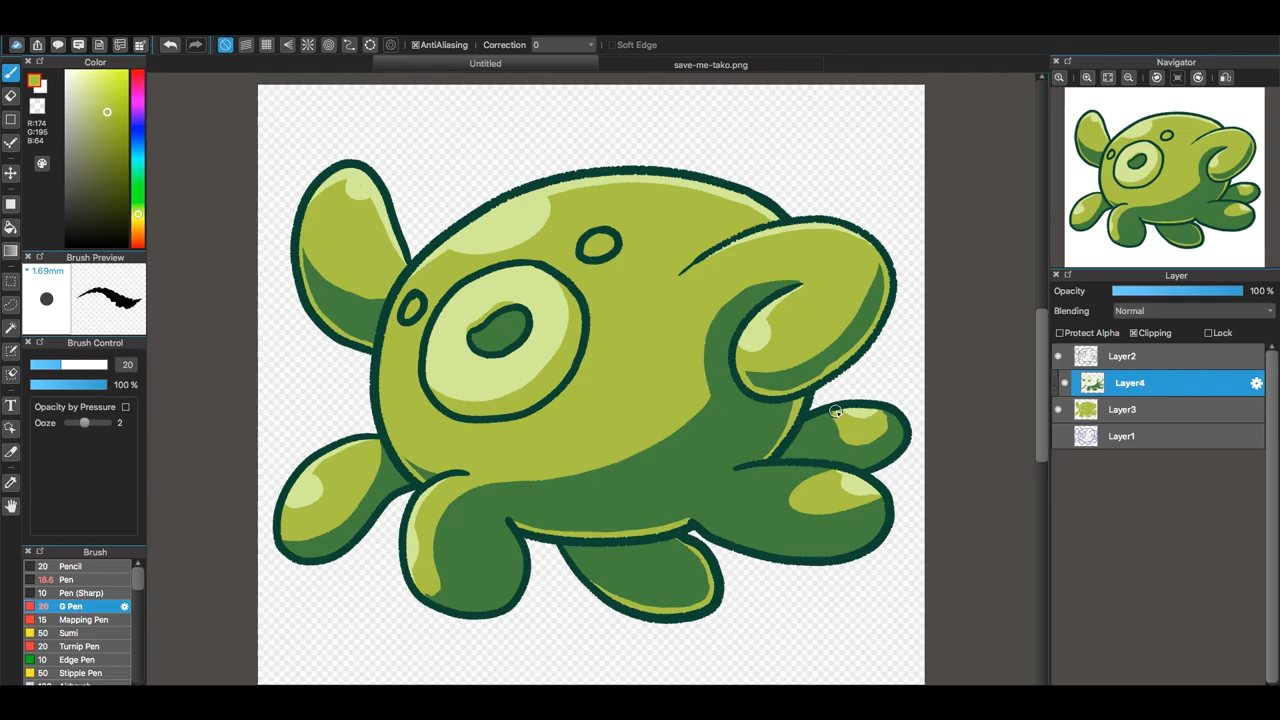 AntiAliasing Correction 0 Soft Edge
Color
Untitled
save-me-tako.png
Navigator
R:174
G:195
B:64
Brush Preview
* 1.69mm
Brush Control
20
100 %
Opacity by Pressure
Ooze 2
Brush
20 Pencil
18.6 Pen
10 Pen (Sharp)
20 G Pen
15 Mapping Pen
50 Sumi
20 Turnip Pen
10 Edge Pen
50 Stipple Pen
Layer
Opacity 100 %
Blending Normal
Protect Alpha Clipping Lock
Layer2
Layer4
Layer3
Layer1